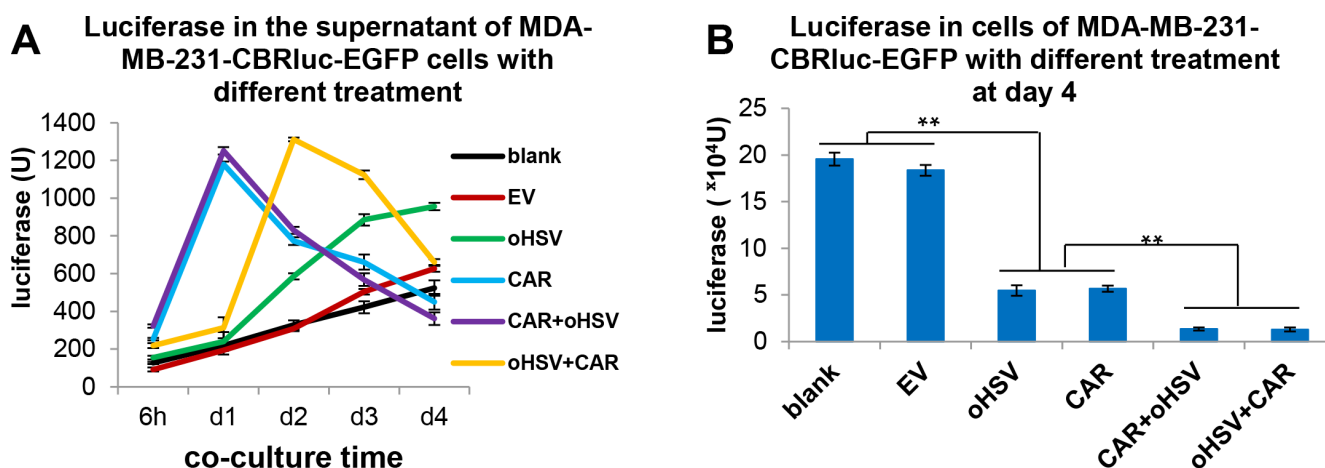 A
Luciferase in the supernatant of MDA-
MB-231-CBRluc-EGFP cells with
different treatment
luciferase (U)
1400
1200
1000
800
600
400
200
0
6h d1 d2 d3 d4
co-culture time
blank
EV
oHSV
CAR
CAR+oHSV
oHSV+CAR
B
Luciferase in cells of MDA-MB-231-
CBRluc-EGFP with different treatment
at day 4
luciferase ( ×10⁴U)
25
20
15
10
5
0
**
**
blank
EV
oHSV
CAR
CAR+oHSV
oHSV+CAR